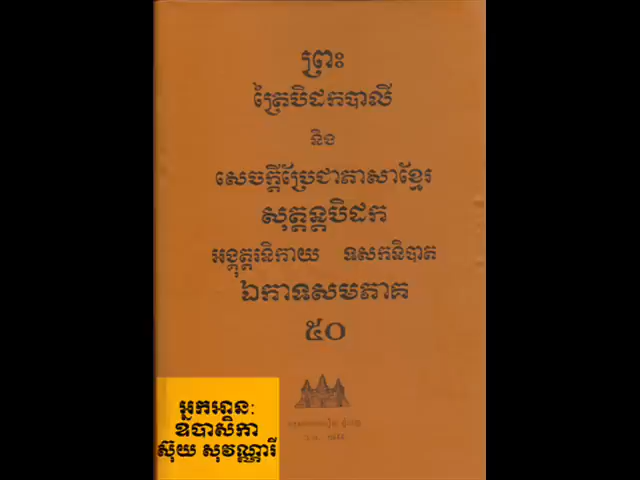 ព្រះ
ត្រៃបិដកបាលី
និង
សេចក្ដីប្រែជាភាសាខ្មែរ
សុត្តន្តបិដក
អង្គុត្តរនិកាយ ទសកនិបាត
ឯកាទសមភាគ
៥០
អ្នកអាន:
ឧបាសិកា
ស៊ុយ សុវណ្ណារី